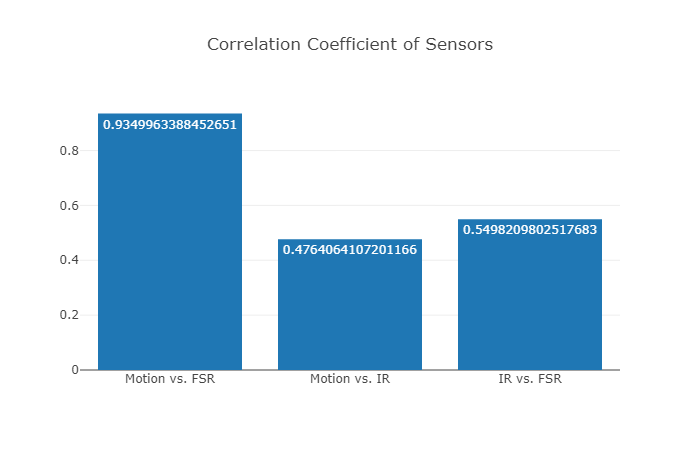 Correlation Coefficient of Sensors
0.9349963388452651
0.4764064107201166
0.5498209802517683
0.8
0.6
0.4
0.2
0
Motion vs. FSR
Motion vs. IR
IR vs. FSR